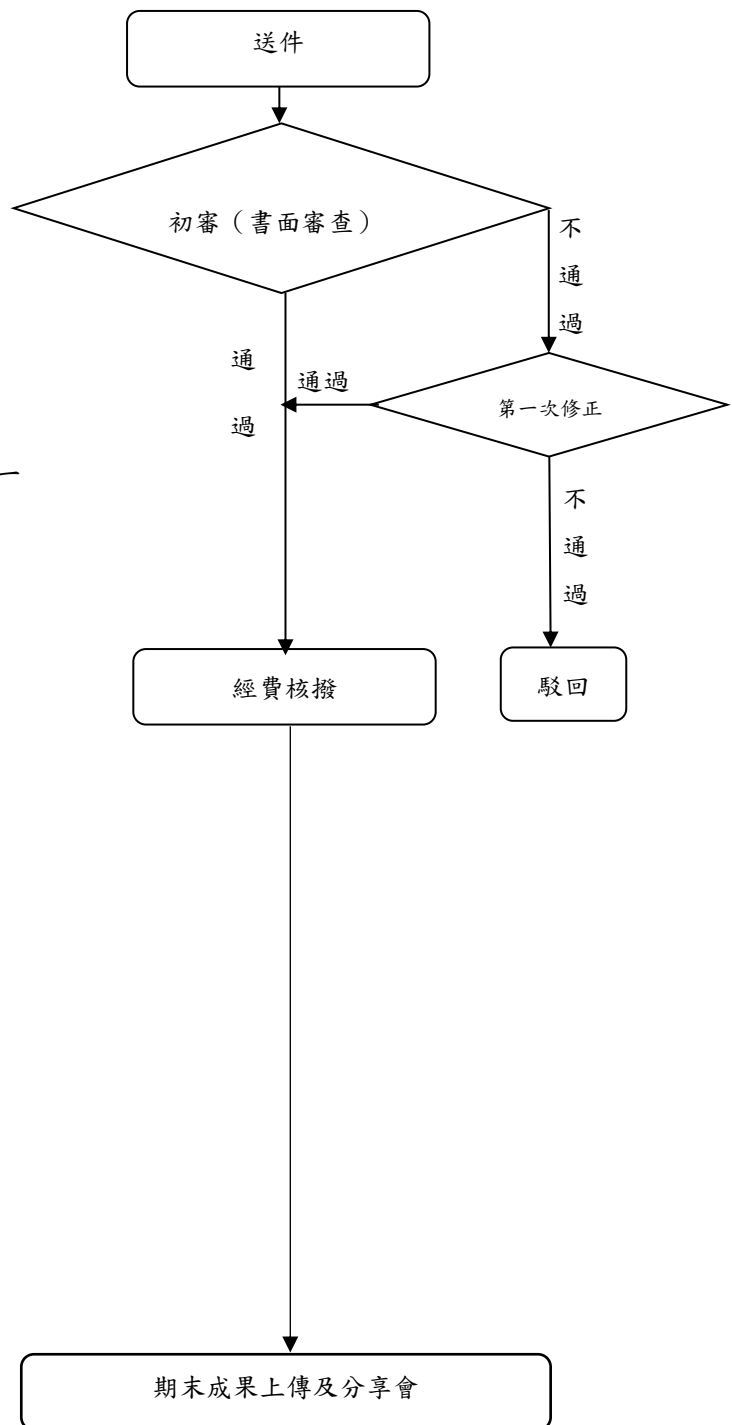 送件
初審（書面審查）
不通過
通過
通過
第一次修正
不通過
經費核撥
駁回
期末成果上傳及分享會